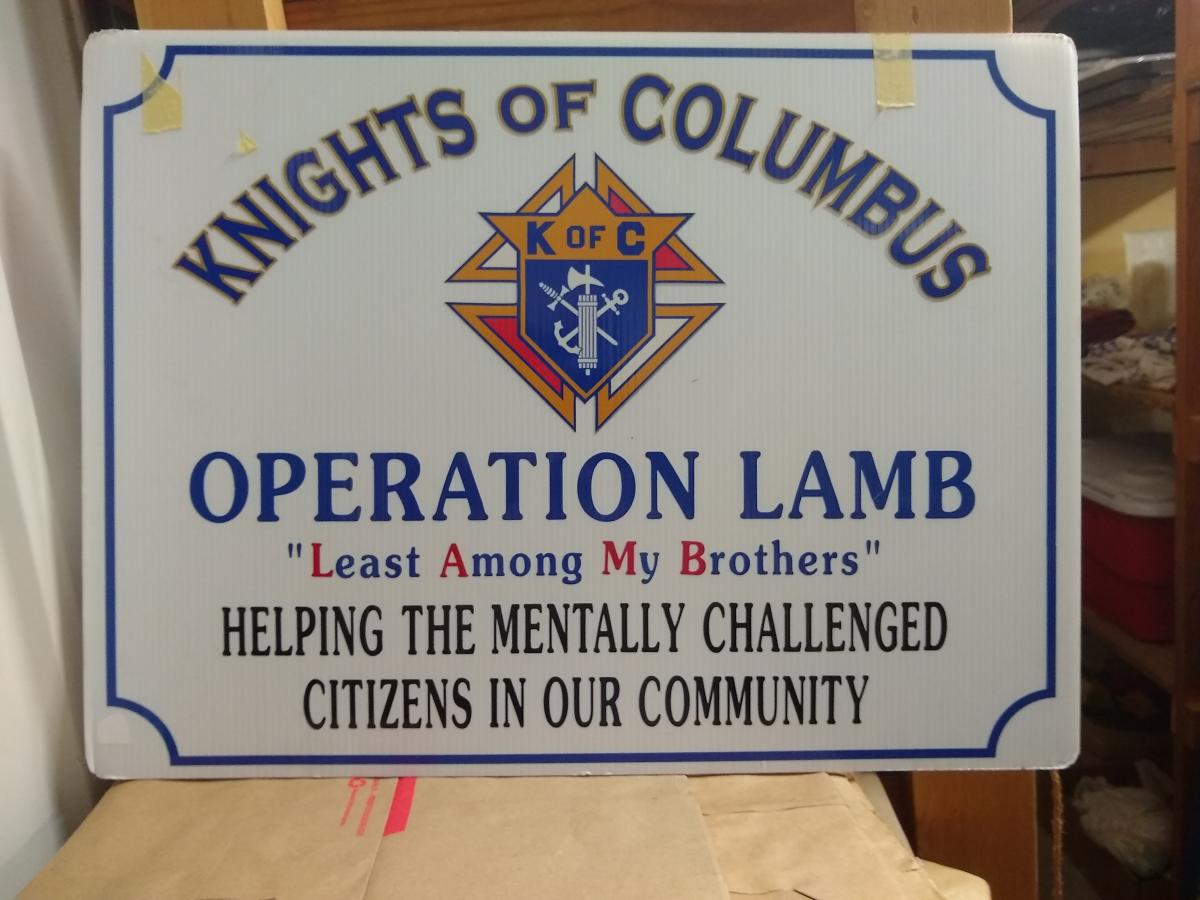 KNIGHTS OF COLUMBUS
K OF C
OPERATION LAMB
"Least Among My Brothers"
HELPING THE MENTALLY CHALLENGED
CITIZENS IN OUR COMMUNITY